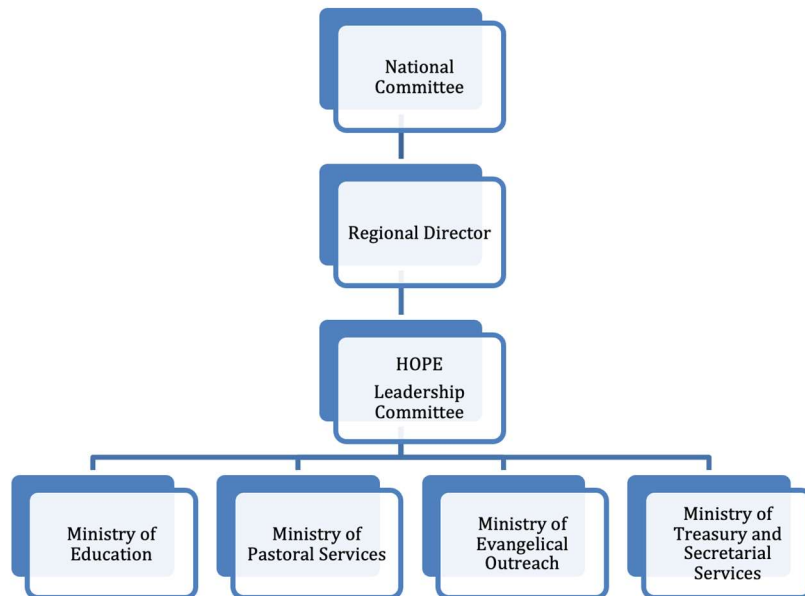 National
Committee
Regional Director
HOPE
Leadership
Committee
Ministry of
Education
Ministry of
Pastoral Services
Ministry of
Evangelical
Outreach
Ministry of
Treasury and
Secretarial
Services